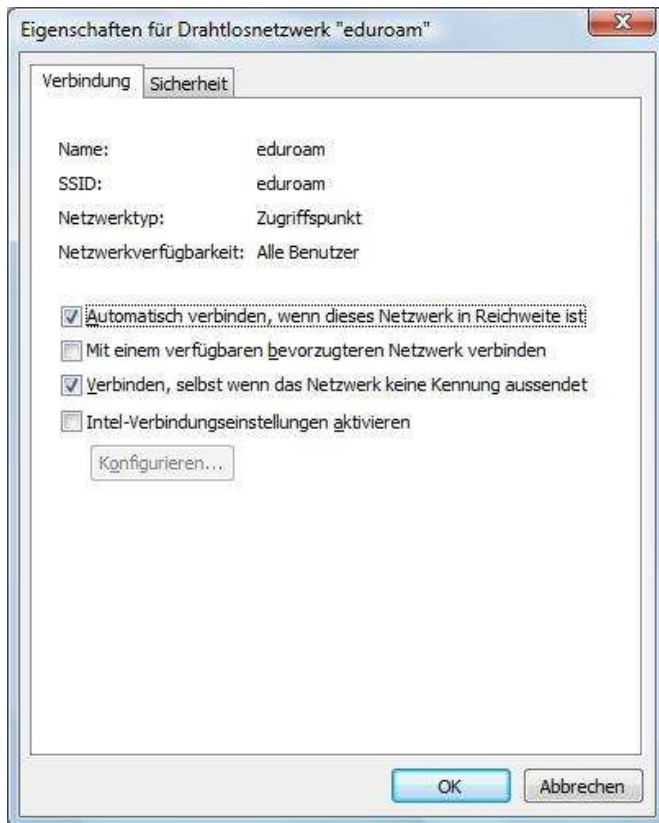 Eigenschaften für Drahtlosnetzwerk "eduroam"
Verbindung Sicherheit
Name: eduroam
SSID: eduroam
Netzwerktyp: Zugriffspunkt
Netzwerkverfügbarkeit: Alle Benutzer
Automatisch verbinden, wenn dieses Netzwerk in Reichweite ist
Mit einem verfügbaren bevorzugteren Netzwerk verbinden
Verbinden, selbst wenn das Netzwerk keine Kennung aussendet
Intel-Verbindungseinstellungen aktivieren
Konfigurieren...
OK Abbrechen